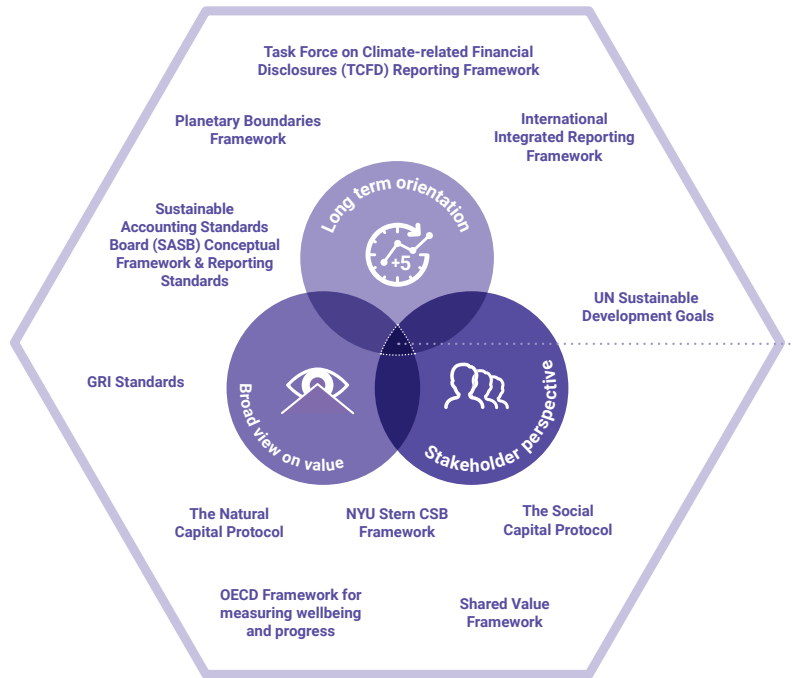 Task Force on Climate-related Financial
Disclosures (TCFD) Reporting Framework
Planetary Boundaries
Framework
International
Integrated Reporting
Framework
Sustainable
Accounting Standards
Board (SASB) Conceptual
Framework & Reporting
Standards
Long term orientation
+5
UN Sustainable
Development Goals
GRI Standards
Broad view on value
Stakeholder perspective
The Natural
Capital Protocol
NYU Stern CSB
Framework
The Social
Capital Protocol
OECD Framework for
measuring wellbeing
and progress
Shared Value
Framework